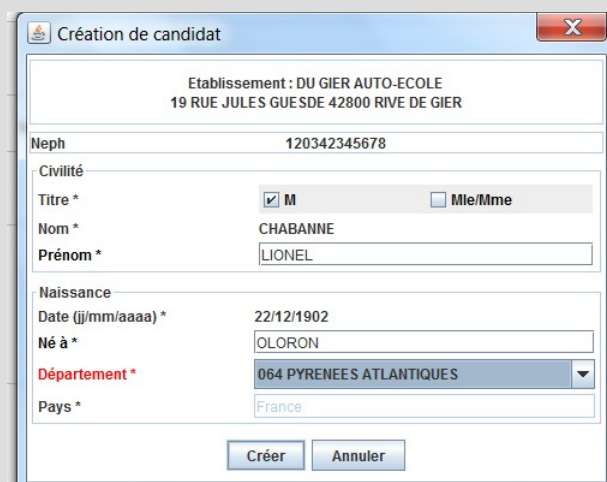 Création de candidat
Etablissement : DU GIER AUTO-ECOLE
19 RUE JULES GUESDE 42800 RIVE DE GIER
Neph 120342345678
Civilité
Titre * M Mle/Mme
Nom * CHABANNE
Prénom * LIONEL
Naissance
Date (jj/mm/aaaa) * 22/12/1902
Né à * OLORON
Département * 064 PYRENEES ATLANTIQUES
Pays * France
Créer Annuler